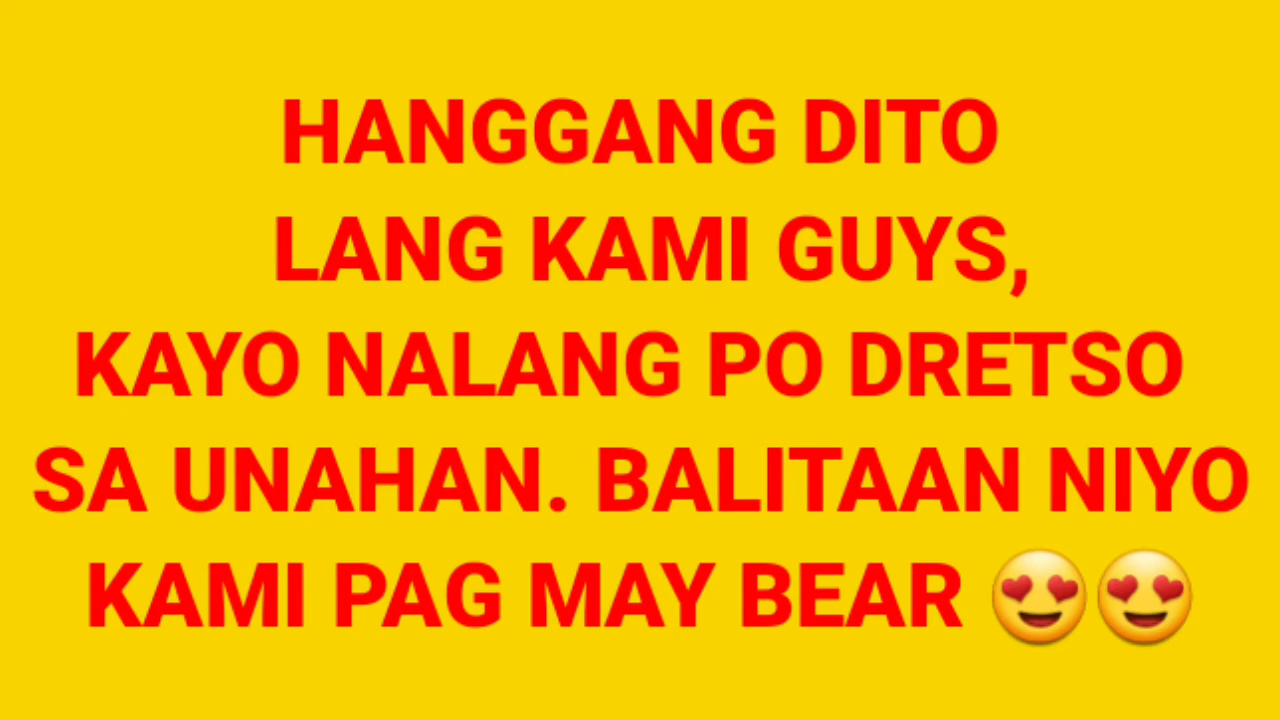 HANGGANG DITO
LANG KAMI GUYS,
KAYO NALANG PO DRETSO
SA UNAHAN. BALITAAN NIYO
KAMI PAG MAY BEAR 😍😍